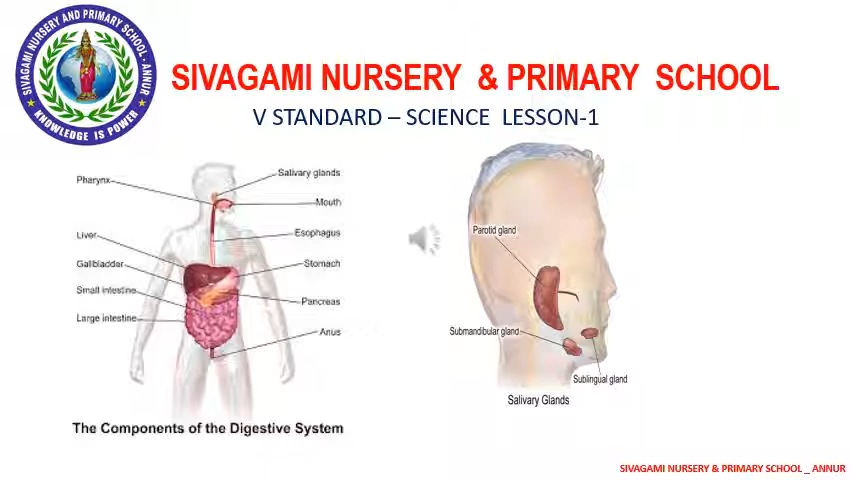 SIVAGAMI NURSERY AND PRIMARY SCHOOL - ANNUR
KNOWLEDGE IS POWER
SIVAGAMI NURSERY & PRIMARY SCHOOL
V STANDARD – SCIENCE LESSON-1
Pharynx
Salivary glands
Mouth
Liver
Esophagus
Gallbladder
Stomach
Small intestine
Pancreas
Large intestine
Anus
The Components of the Digestive System
Parotid gland
Submandibular gland
Sublingual gland
Salivary Glands
SIVAGAMI NURSERY & PRIMARY SCHOOL _ ANNUR